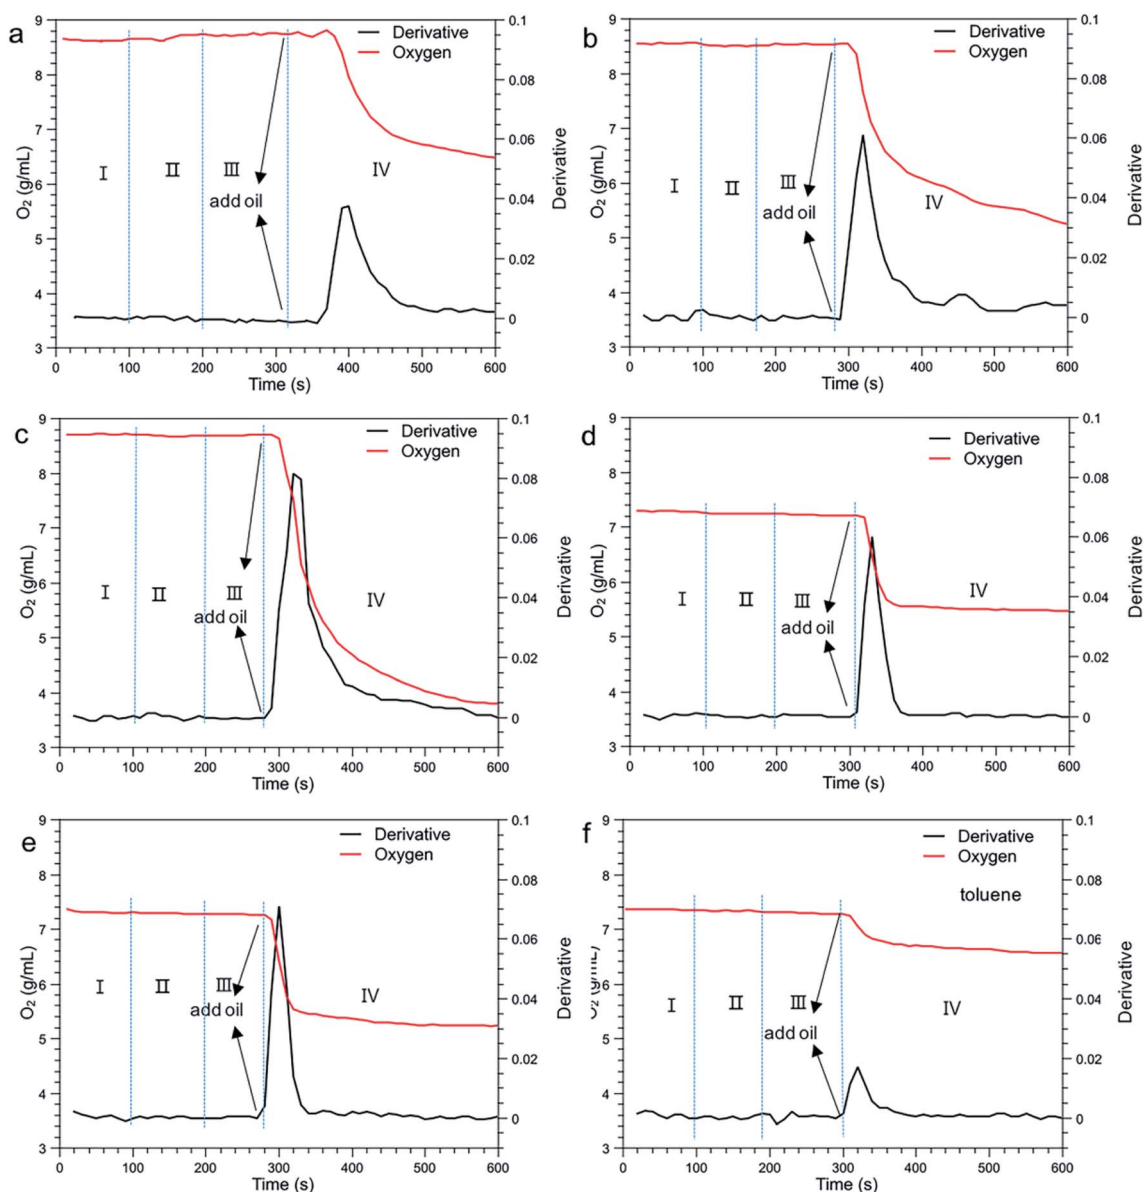 a
Derivative
Oxygen
I
II
III
IV
add oil
O₂ (g/mL)
Derivative
9
8
7
6
5
4
3
0.1
0.08
0.06
0.04
0.02
0
0 100 200 300 400 500 600
Time (s)
b
Derivative
Oxygen
I
II
III
IV
add oil
O₂ (g/mL)
Derivative
9
8
7
6
5
4
3
0.1
0.08
0.06
0.04
0.02
0
0 100 200 300 400 500 600
Time (s)
c
Derivative
Oxygen
I
II
III
IV
add oil
O₂ (g/mL)
Derivative
9
8
7
6
5
4
3
0.1
0.08
0.06
0.04
0.02
0
0 100 200 300 400 500 600
Time (s)
d
Derivative
Oxygen
I
II
III
IV
add oil
O₂ (g/mL)
Derivative
9
8
7
6
5
4
3
0.1
0.08
0.06
0.04
0.02
0
0 100 200 300 400 500 600
Time (s)
e
Derivative
Oxygen
I
II
III
IV
add oil
O₂ (g/mL)
Derivative
9
8
7
6
5
4
3
0.1
0.08
0.06
0.04
0.02
0
0 100 200 300 400 500 600
Time (s)
f
Derivative
Oxygen
toluene
I
II
III
IV
add oil
O₂ (g/mL)
Derivative
9
8
7
6
5
4
3
0.1
0.08
0.06
0.04
0.02
0
0 100 200 300 400 500 600
Time (s)